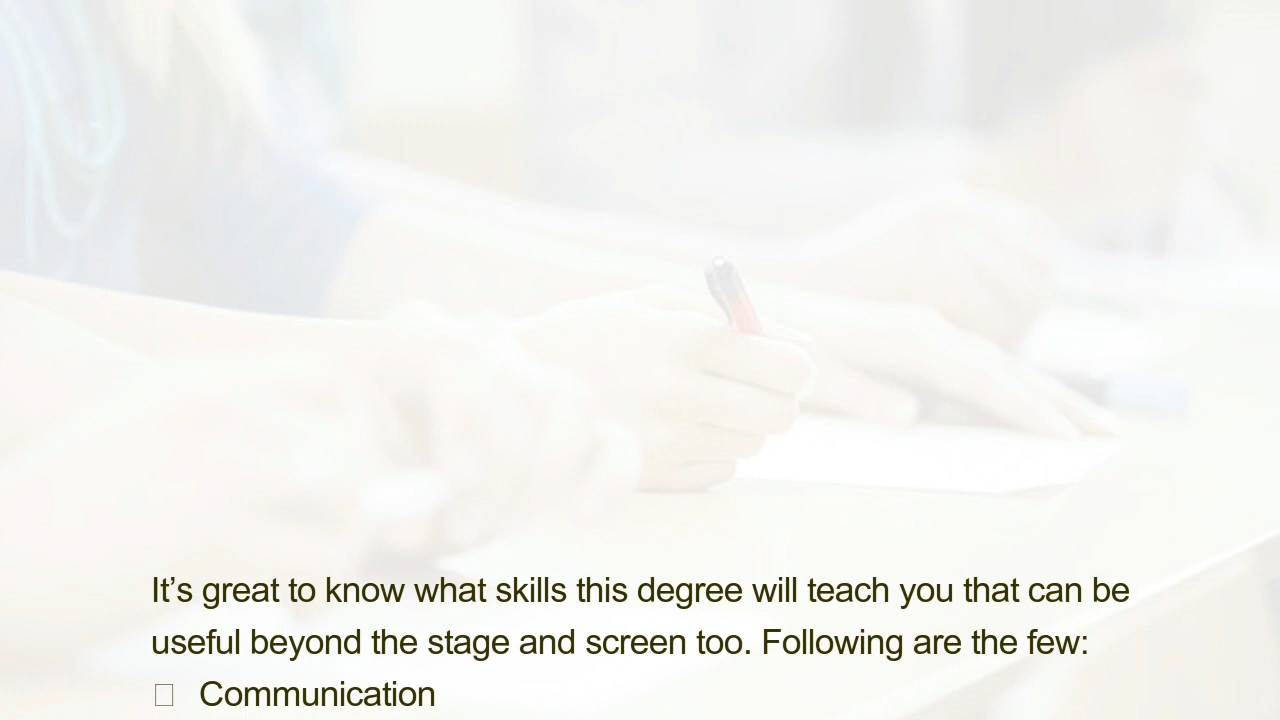 It’s great to know what skills this degree will teach you that can be
useful beyond the stage and screen too. Following are the few:
Communication